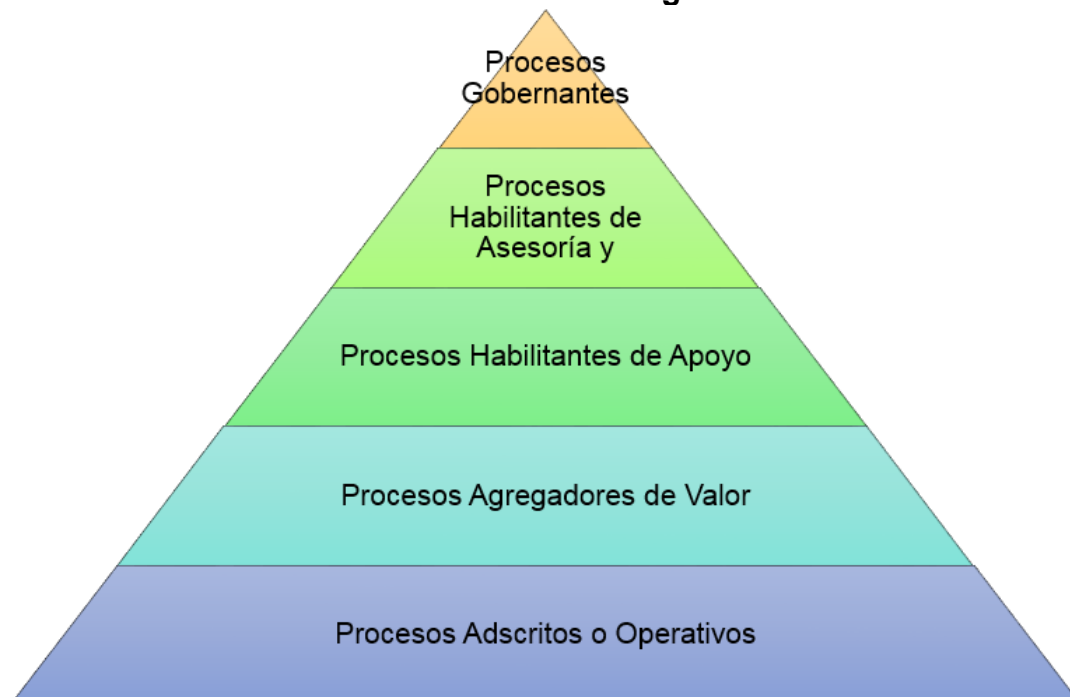 Procesos
Gobernantes
Procesos
Habilitantes de
Asesoría y
Procesos Habilitantes de Apoyo
Procesos Agregadores de Valor
Procesos Adscritos o Operativos